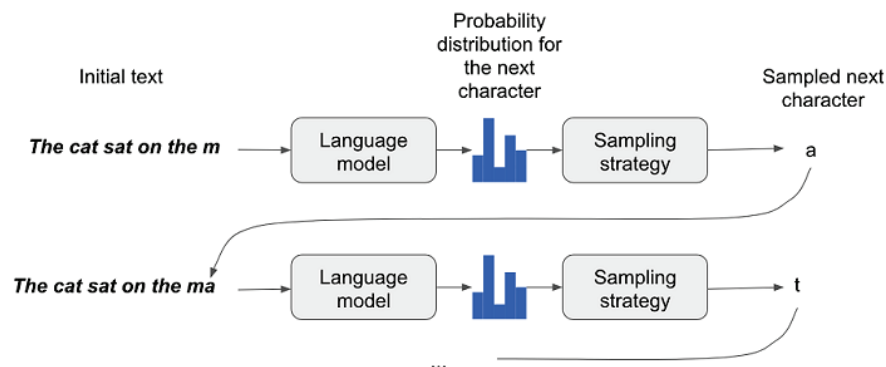 Probability
distribution for
the next
character
Initial text
Sampled next
character
The cat sat on the m
Language
model
Sampling
strategy
a
The cat sat on the ma
Language
model
Sampling
strategy
t
...